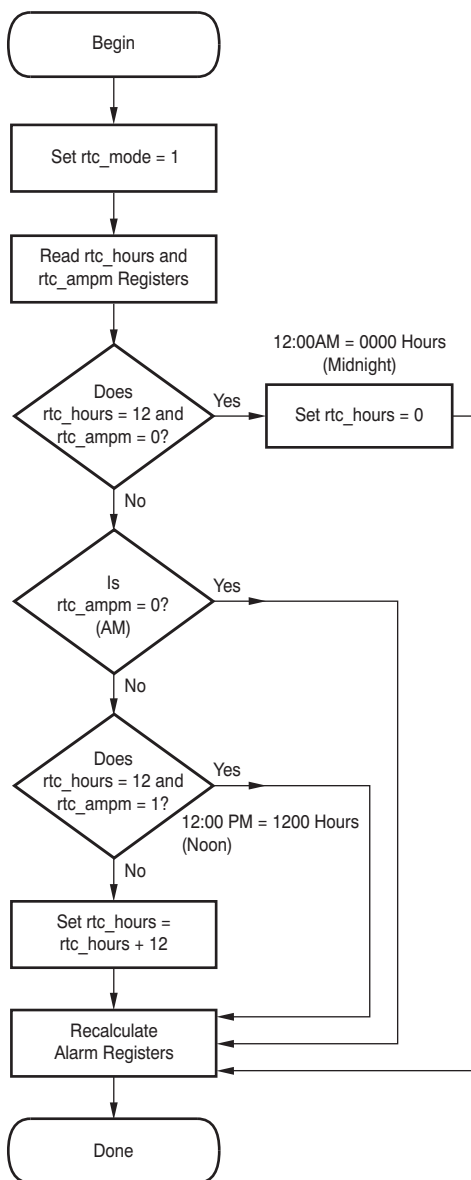 Begin
Set rtc_mode = 1
Read rtc_hours and
rtc_ampm Registers
12:00AM = 0000 Hours
(Midnight)
Does
rtc_hours = 12 and
rtc_ampm = 0?
Yes
Set rtc_hours = 0
No
Is
rtc_ampm = 0?
(AM)
Yes
No
Does
rtc_hours = 12 and
rtc_ampm = 1?
Yes
12:00 PM = 1200 Hours
(Noon)
No
Set rtc_hours =
rtc_hours + 12
Recalculate
Alarm Registers
Done